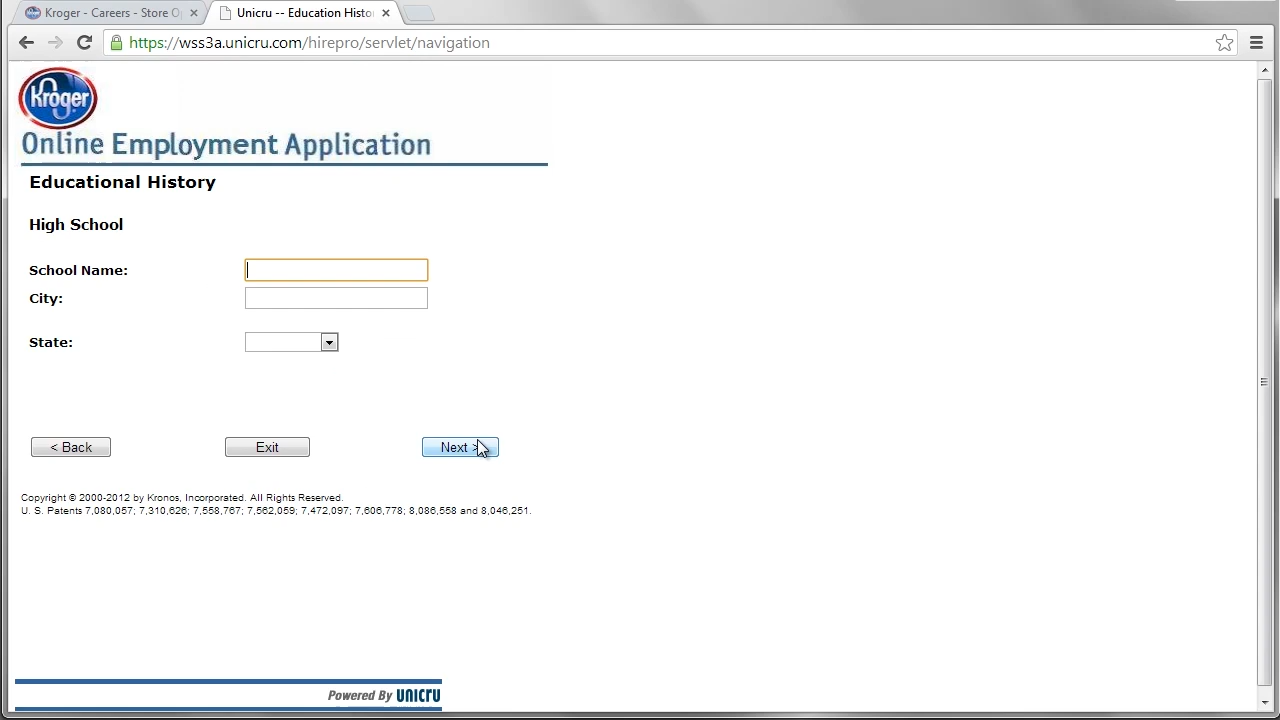 Kroger - Careers - Store O
Unicru -- Education Histo
https://wss3a.unicru.com/hirepro/servlet/navigation
Kroger
Online Employment Application
Educational History
High School
School Name:
City:
State:
< Back
Exit
Next >
Copyright © 2000-2012 by Kronos, Incorporated. All Rights Reserved.
U. S. Patents 7,080,057; 7,310,626; 7,558,767; 7,562,059; 7,472,097; 7,606,778; 8,086,558 and 8,046,251.
Powered By UNICRU